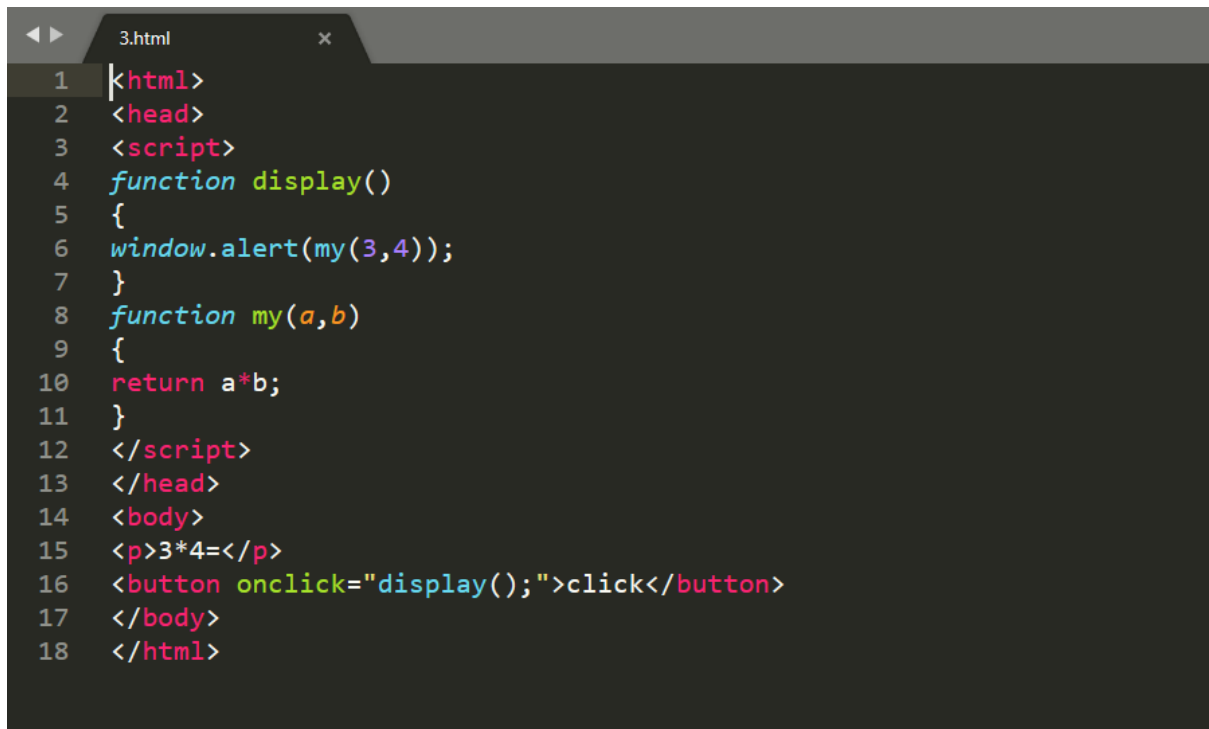 3.html ×
1 <html>
2 <head>
3 <script>
4 function display()
5 {
6 window.alert(my(3,4));
7 }
8 function my(a,b)
9 {
10 return a*b;
11 }
12 </script>
13 </head>
14 <body>
15 <p>3*4=</p>
16 <button onclick="display();">click</button>
17 </body>
18 </html>